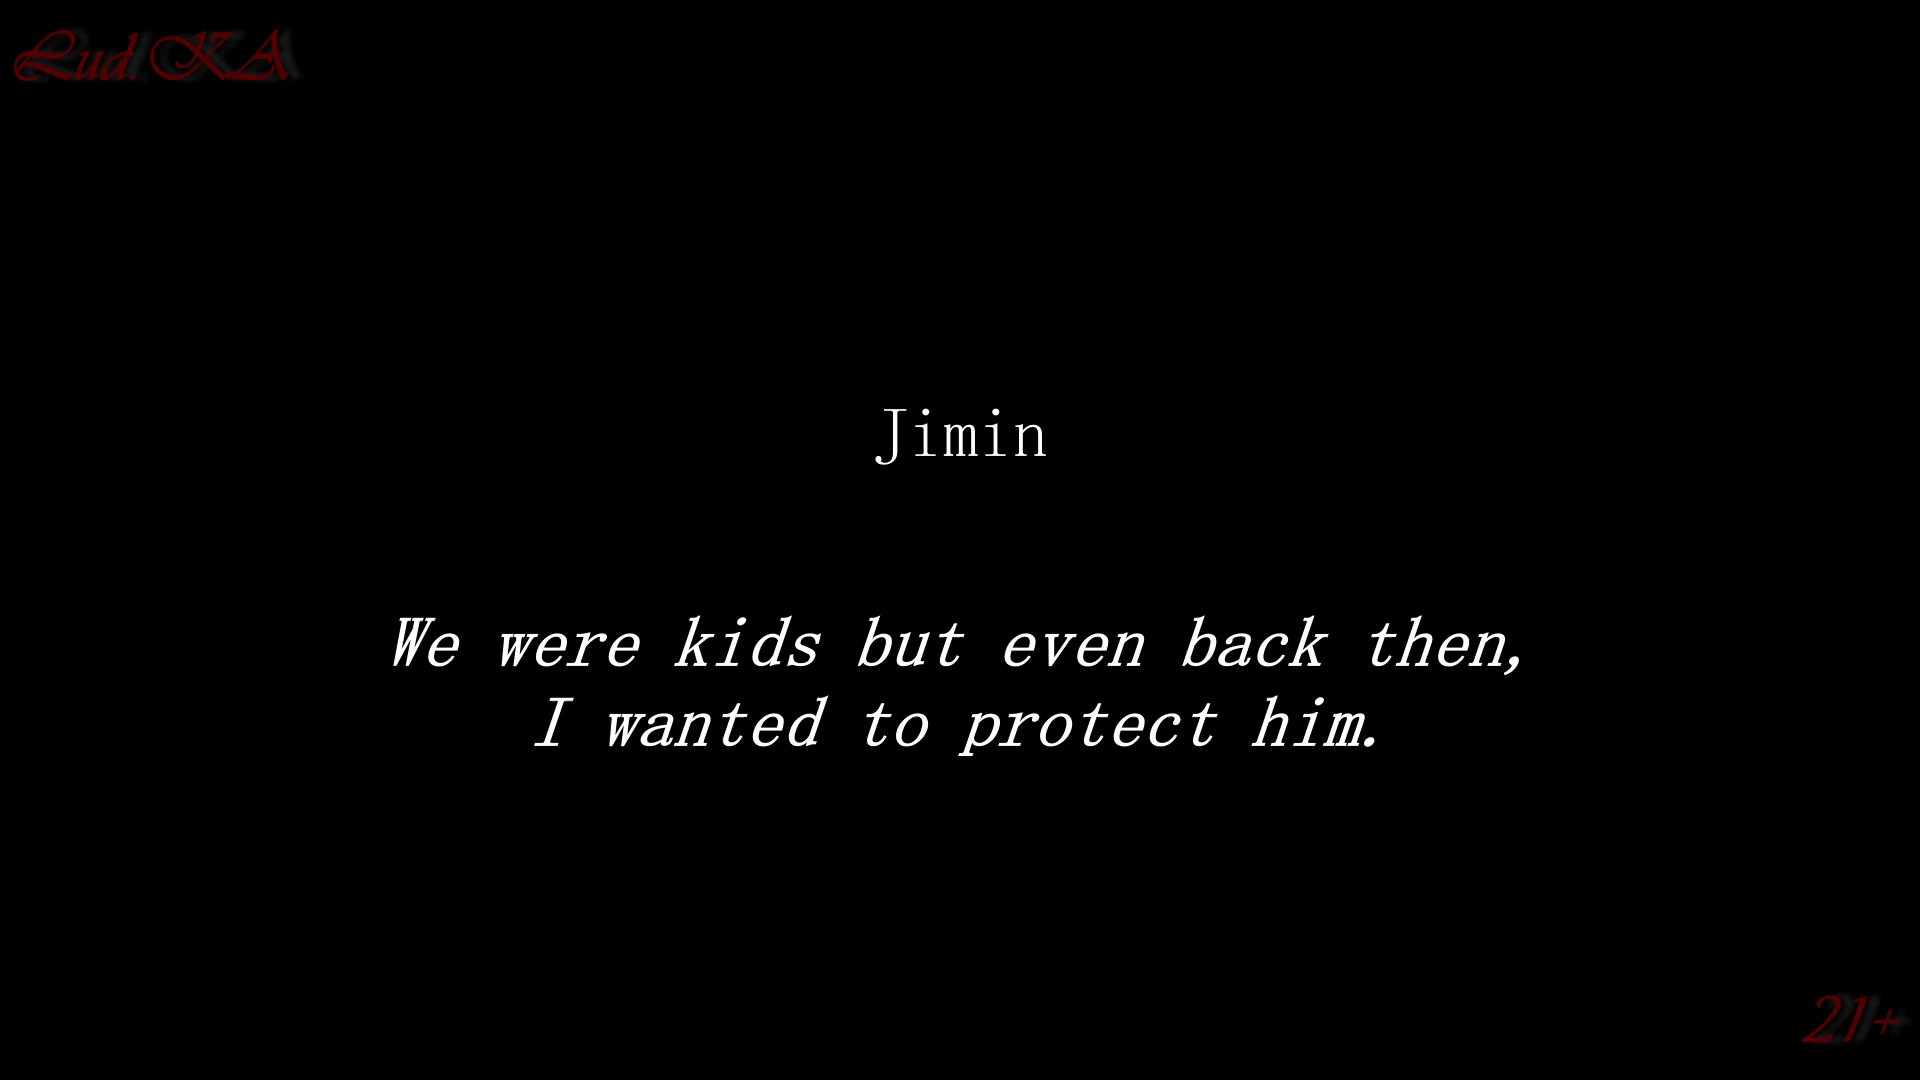 Lud.KA
Jimin
We were kids but even back then,
I wanted to protect him.
21+